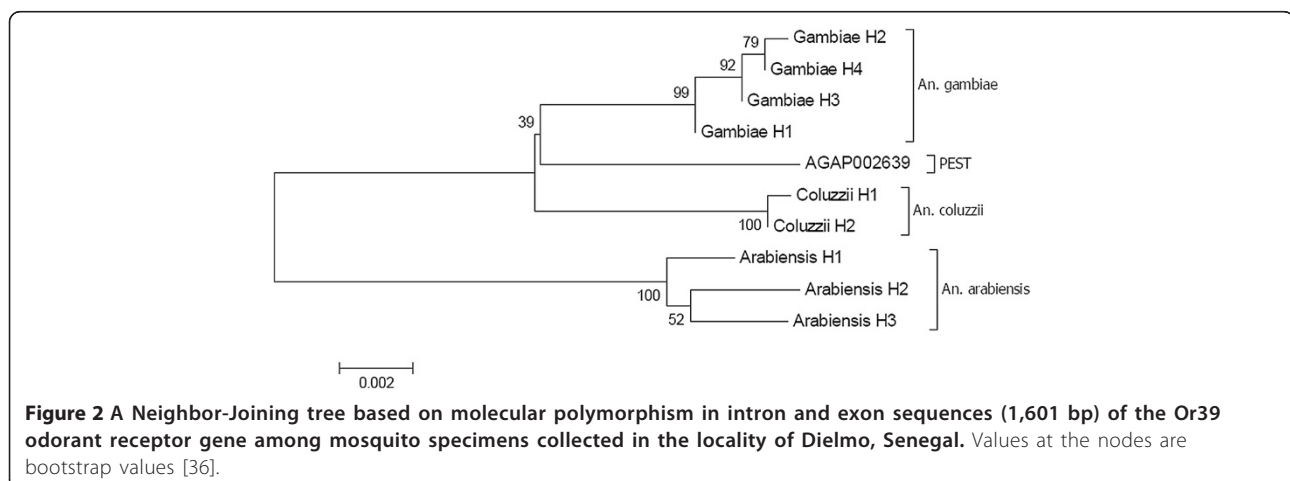 79
Gambiae H2
Gambiae H4
92
Gambiae H3
99
Gambiae H1
An. gambiae
39
AGAP002639
PEST
Coluzzii H1
100
Coluzzii H2
An. coluzzii
Arabiensis H1
100
Arabiensis H2
52
Arabiensis H3
An. arabiensis
0.002
Figure 2 A Neighbor-Joining tree based on molecular polymorphism in intron and exon sequences (1,601 bp) of the Or39
odorant receptor gene among mosquito specimens collected in the locality of Dielmo, Senegal. Values at the nodes are
bootstrap values [36].